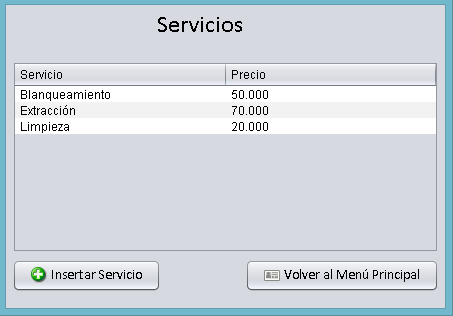 Servicios
Servicio Precio
Blanqueamiento 50.000
Extracción 70.000
Limpieza 20.000
Insertar Servicio Volver al Menú Principal